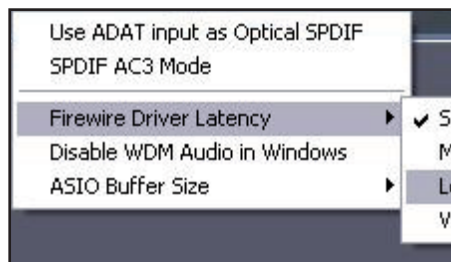 Use ADAT input as Optical SPDIF
SPDIF AC3 Mode
Firewire Driver Latency
Disable WDM Audio in Windows
ASIO Buffer Size